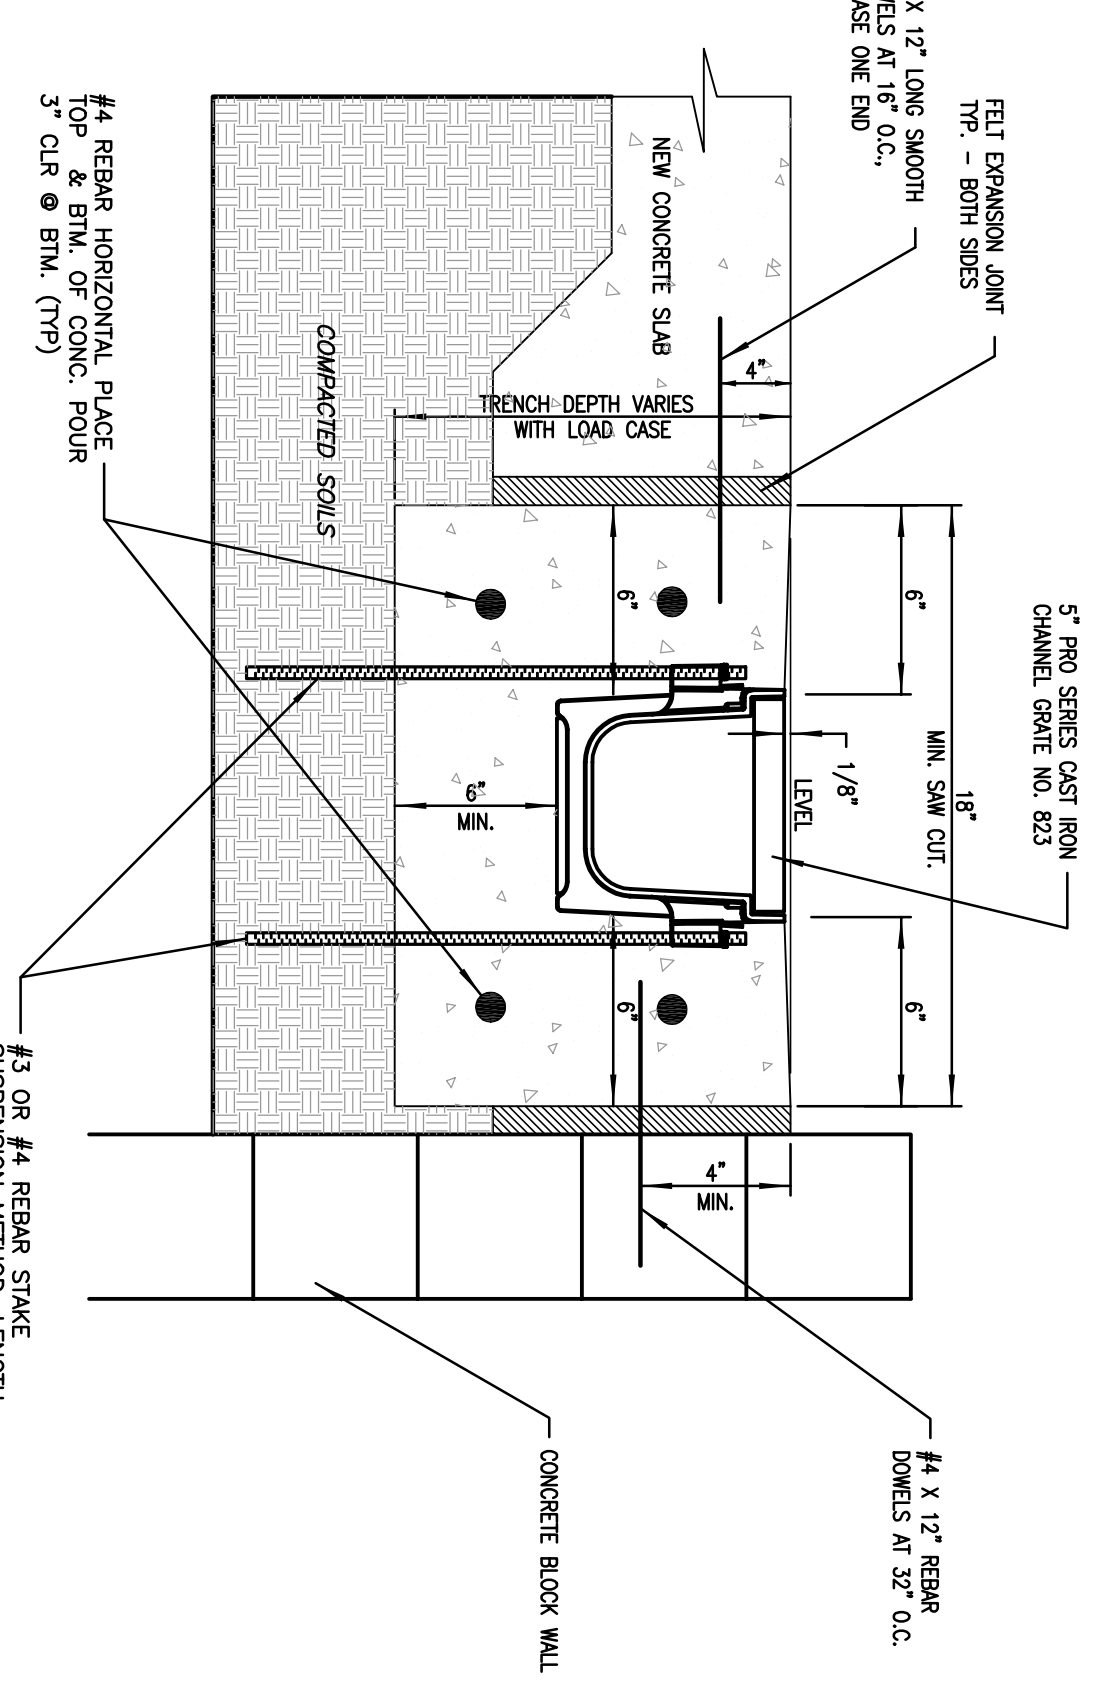 5" PRO SERIES CAST IRON
CHANNEL GRATE NO. 823
FELT EXPANSION JOINT
TYP. - BOTH SIDES
X 12" LONG SMOOTH
AT 16" O.C.,
ONE END
18"
MIN. SAW CUT.
6"
6"
1/8"
LEVEL
#4 X 12" REBAR
DOWELS AT 32" O.C.
4"
4"
MIN.
NEW CONCRETE SLAB
TRENCH DEPTH VARIES
WITH LOAD CASE
6"
6"
6"
MIN.
CONCRETE BLOCK WALL
COMPACTED SOILS
#4 REBAR HORIZONTAL PLACE
TOP & BTM. OF CONC. POUR
3" CLR @ BTM. (TYP)
#3 OR #4 REBAR STAKE